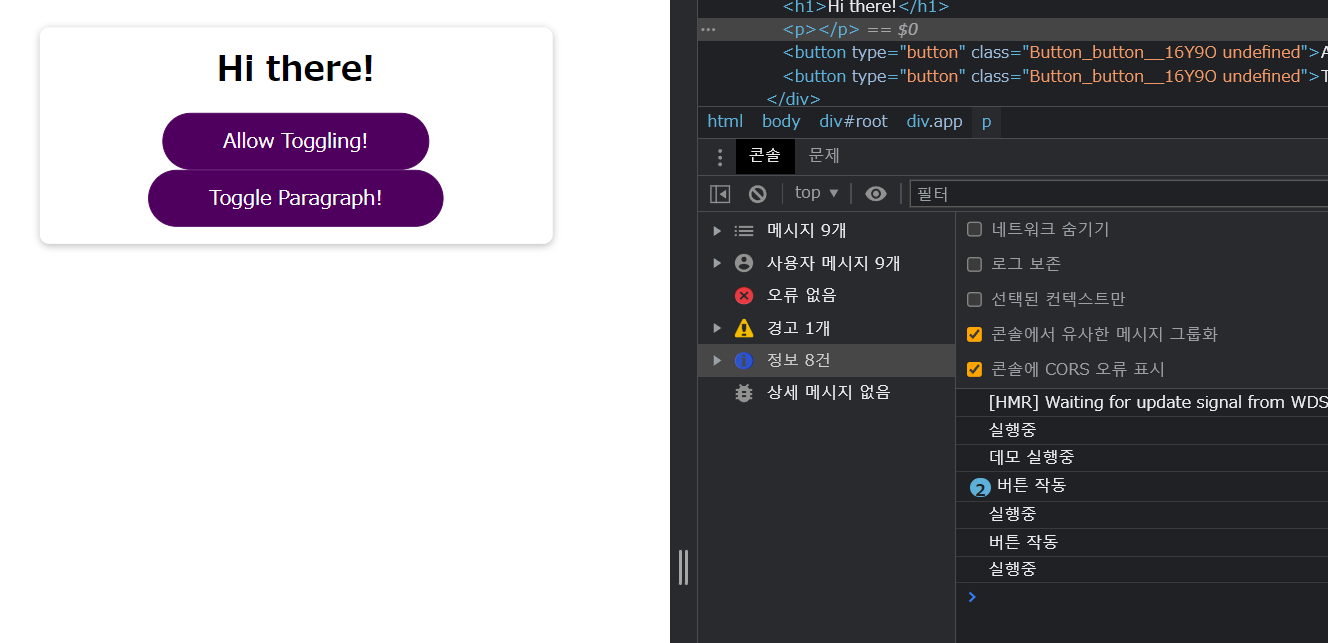 Hi there!
Allow Toggling!
Toggle Paragraph!
<h1>Hi there!</h1>
<p></p> == $0
<button type="button" class="Button_button__16Y9O undefined">A
<button type="button" class="Button_button__16Y9O undefined">T
</div>
html body div#root div.app p
콘솔 문제
top ▼ 필터
메시지 9개
사용자 메시지 9개
오류 없음
경고 1개
정보 8건
상세 메시지 없음
네트워크 숨기기
로그 보존
선택된 컨텍스트만
콘솔에서 유사한 메시지 그룹화
콘솔에 CORS 오류 표시
[HMR] Waiting for update signal from WDS
실행중
데모 실행중
2 버튼 작동
실행중
버튼 작동
실행중